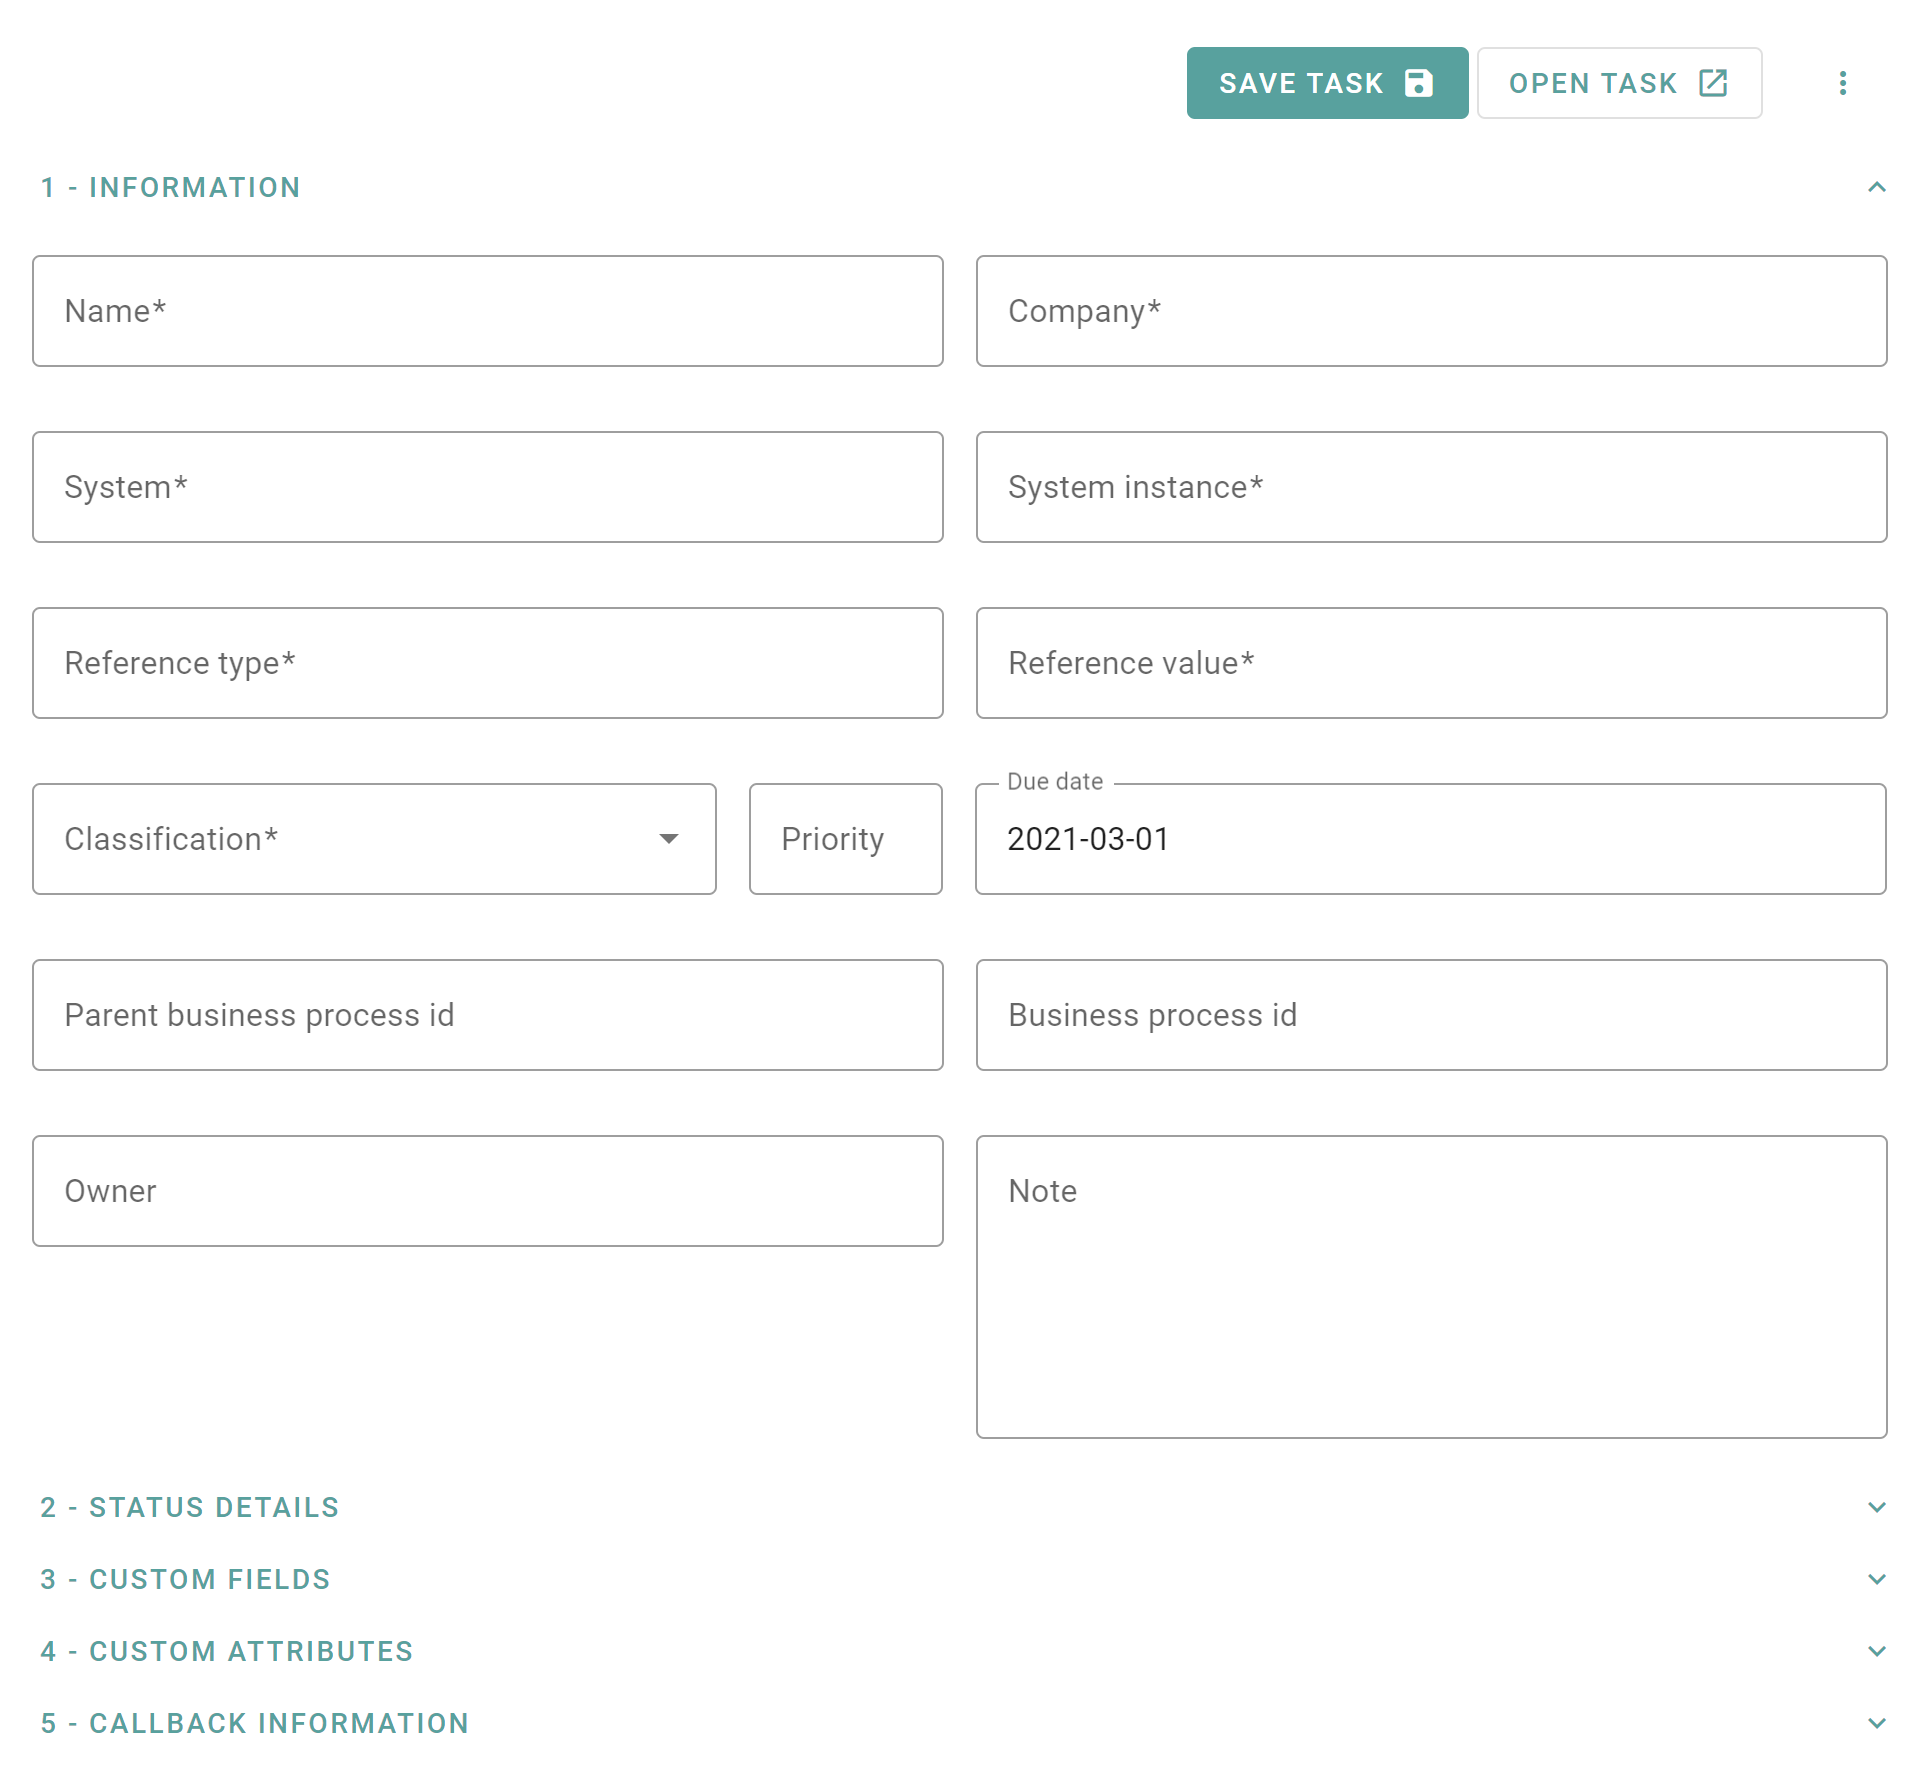 SAVE TASK
OPEN TASK
1 - INFORMATION
Name*
Company*
System*
System instance*
Reference type*
Reference value*
Classification*
Priority
Due date
2021-03-01
Parent business process id
Business process id
Owner
Note
2 - STATUS DETAILS
3 - CUSTOM FIELDS
4 - CUSTOM ATTRIBUTES
5 - CALLBACK INFORMATION